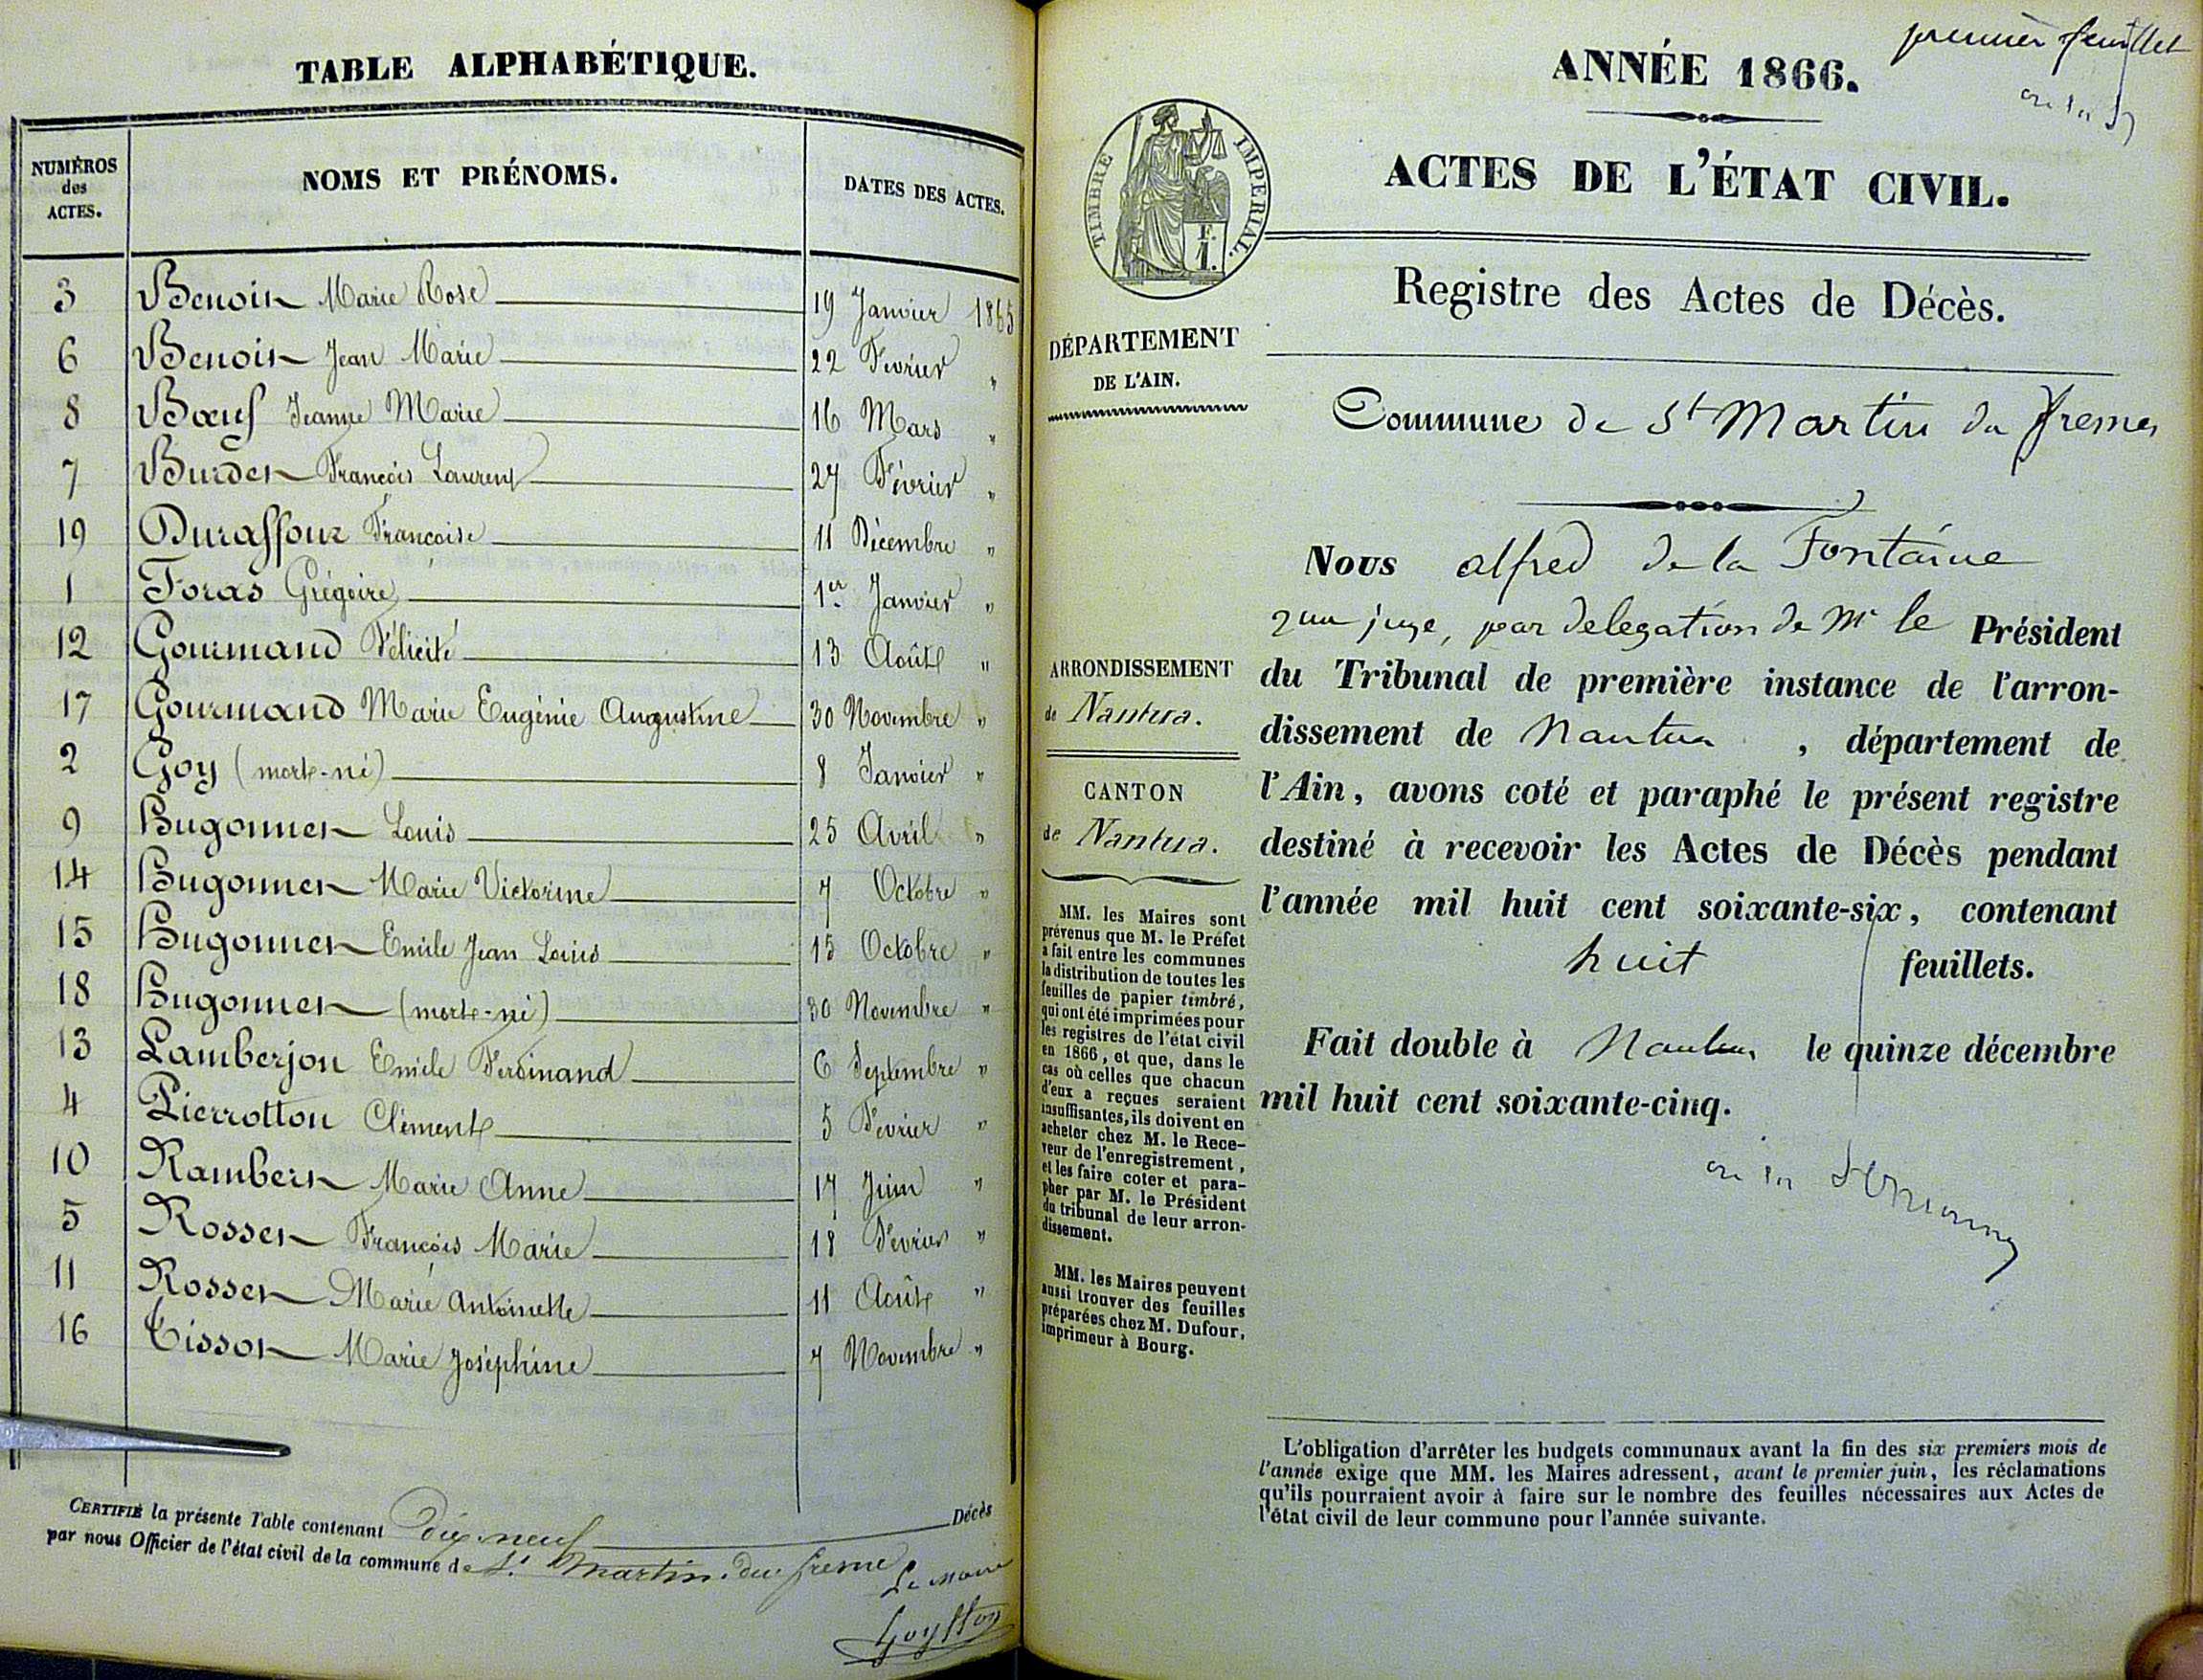 TABLE ALPHABÉTIQUE.
NUMÉROS des ACTES.
NOMS ET PRÉNOMS.
DATES DES ACTES.
3 Benoit Marie Rose 19 Janvier 1865
6 Benoit Jean Marie 22 Février "
8 Bœuf Jeanne Marie 16 Mars "
7 Burdet François Laurent 27 Février "
19 Duraffour Françoise 11 Décembre "
1 Foras Grégoire 1er Janvier "
12 Gourmand Félicité 13 Août "
17 Gourmand Marie Eugénie Augustine 30 Novembre "
2 Goy (mort-né) 8 Janvier "
9 Hugonnet Louis 25 Avril "
14 Hugonnet Marie Victorine 7 Octobre "
15 Hugonnet Emile Jean Louis 15 Octobre "
18 Hugonnet (mort-né) 30 Novembre "
13 Lamberjon Emile Ferdinand 6 Septembre "
4 Pierrotton Clément 5 Février "
10 Rambert Marie Anne 17 Juin "
5 Rosset François Marie 18 Février "
11 Rosset Marie Antoinette 11 Août "
16 Tissot Marie Joséphine 7 Novembre "
CERTIFIÉ la présente Table contenant dix-neuf Décès
par nous Officier de l'état civil de la commune de St Martin-du-fresne
Le maire
premier feuillet
ANNÉE 1866.
ACTES DE L'ÉTAT CIVIL.
TIMBRE IMPÉRIAL.
F.
1.
Registre des Actes de Décès.
DÉPARTEMENT
DE L'AIN.
Commune de St Martin du fresne
ARRONDISSEMENT
de Nantua.
CANTON
de Nantua.
MM. les Maires sont
prévenus que M. le Préfet
a fait entre les communes
la distribution de toutes les
feuilles de papier timbré,
qui ont été imprimées pour
les registres de l'état civil
en 1866, et que, dans le
cas où celles que chacun
d'eux a reçues seraient
insuffisantes, ils doivent en
acheter chez M. le Rece-
veur de l'enregistrement,
et les faire coter et para-
pher par M. le Président
du tribunal de leur arron-
dissement.
MM. les Maires peuvent
aussi trouver des feuilles
préparées chez M. Dufour,
imprimeur à Bourg.
Nous alfred de la Fontaine
juge, par delegation de Mr le Président
du Tribunal de première instance de l'arron-
dissement de Nantua, département de
l'Ain, avons coté et paraphé le présent registre
destiné à recevoir les Actes de Décès pendant
l'année mil huit cent soixante-six, contenant
huit feuillets.
Fait double à Nantua le quinze décembre
mil huit cent soixante-cinq.
L'obligation d'arrêter les budgets communaux avant la fin des six premiers mois de
l'année exige que MM. les Maires adressent, avant le premier juin, les réclamations
qu'ils pourraient avoir à faire sur le nombre des feuilles nécessaires aux Actes de
l'état civil de leur commune pour l'année suivante.